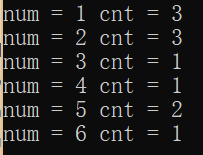 num = 1 cnt = 3
num = 2 cnt = 3
num = 3 cnt = 1
num = 4 cnt = 1
num = 5 cnt = 2
num = 6 cnt = 1